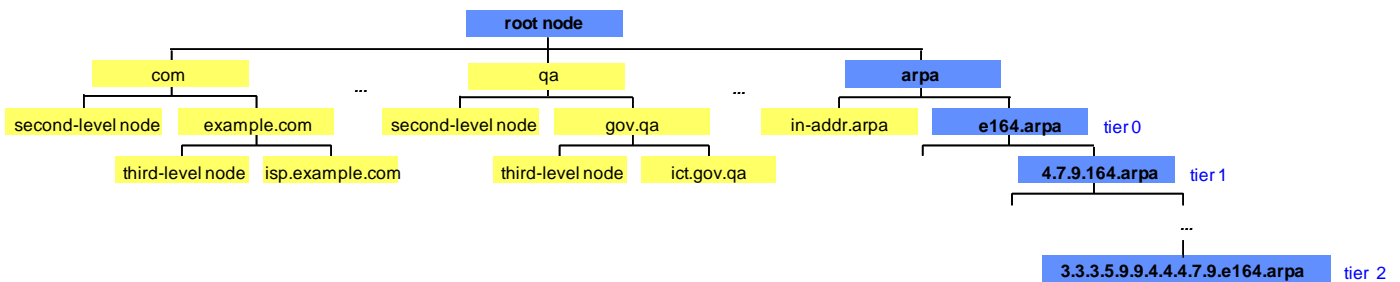 root node
com
...
qa
...
arpa
second-level node
example.com
second-level node
gov.qa
in-addr.arpa
e164.arpa
tier 0
third-level node
isp.example.com
third-level node
ict.gov.qa
4.7.9.164.arpa
tier 1
...
3.3.3.5.9.9.4.4.4.7.9.e164.arpa
tier 2